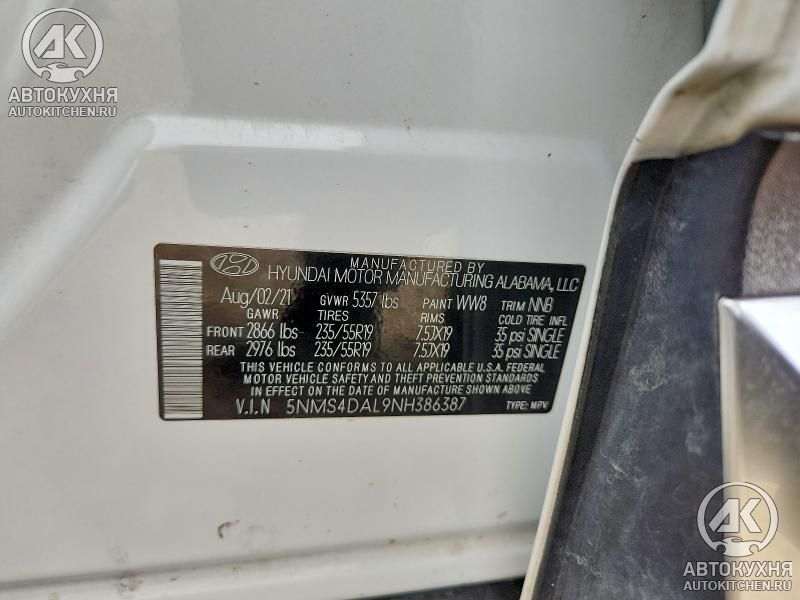 AK
АВТОКУХНЯ
AUTOKITCHEN.RU
MANUFACTURED BY
HYUNDAI MOTOR MANUFACTURING ALABAMA, LLC
Aug/02/21 GVWR 5357 lbs PAINT WW8 TRIM NNB
GAWR TIRES RIMS COLD TIRE INFL
FRONT 2866 lbs 235/55R19 7.5JX19 35 psi SINGLE
REAR 2976 lbs 235/55R19 7.5JX19 35 psi SINGLE
THIS VEHICLE CONFORMS TO ALL APPLICABLE U.S.A. FEDERAL
MOTOR VEHICLE SAFETY AND THEFT PREVENTION STANDARDS IN
EFFECT ON THE DATE OF MANUFACTURE SHOWN ABOVE.
V.I.N 5NMS4DAL9NH386387 TYPE: MPV
AK
АВТОКУХНЯ
AUTOKITCHEN.RU